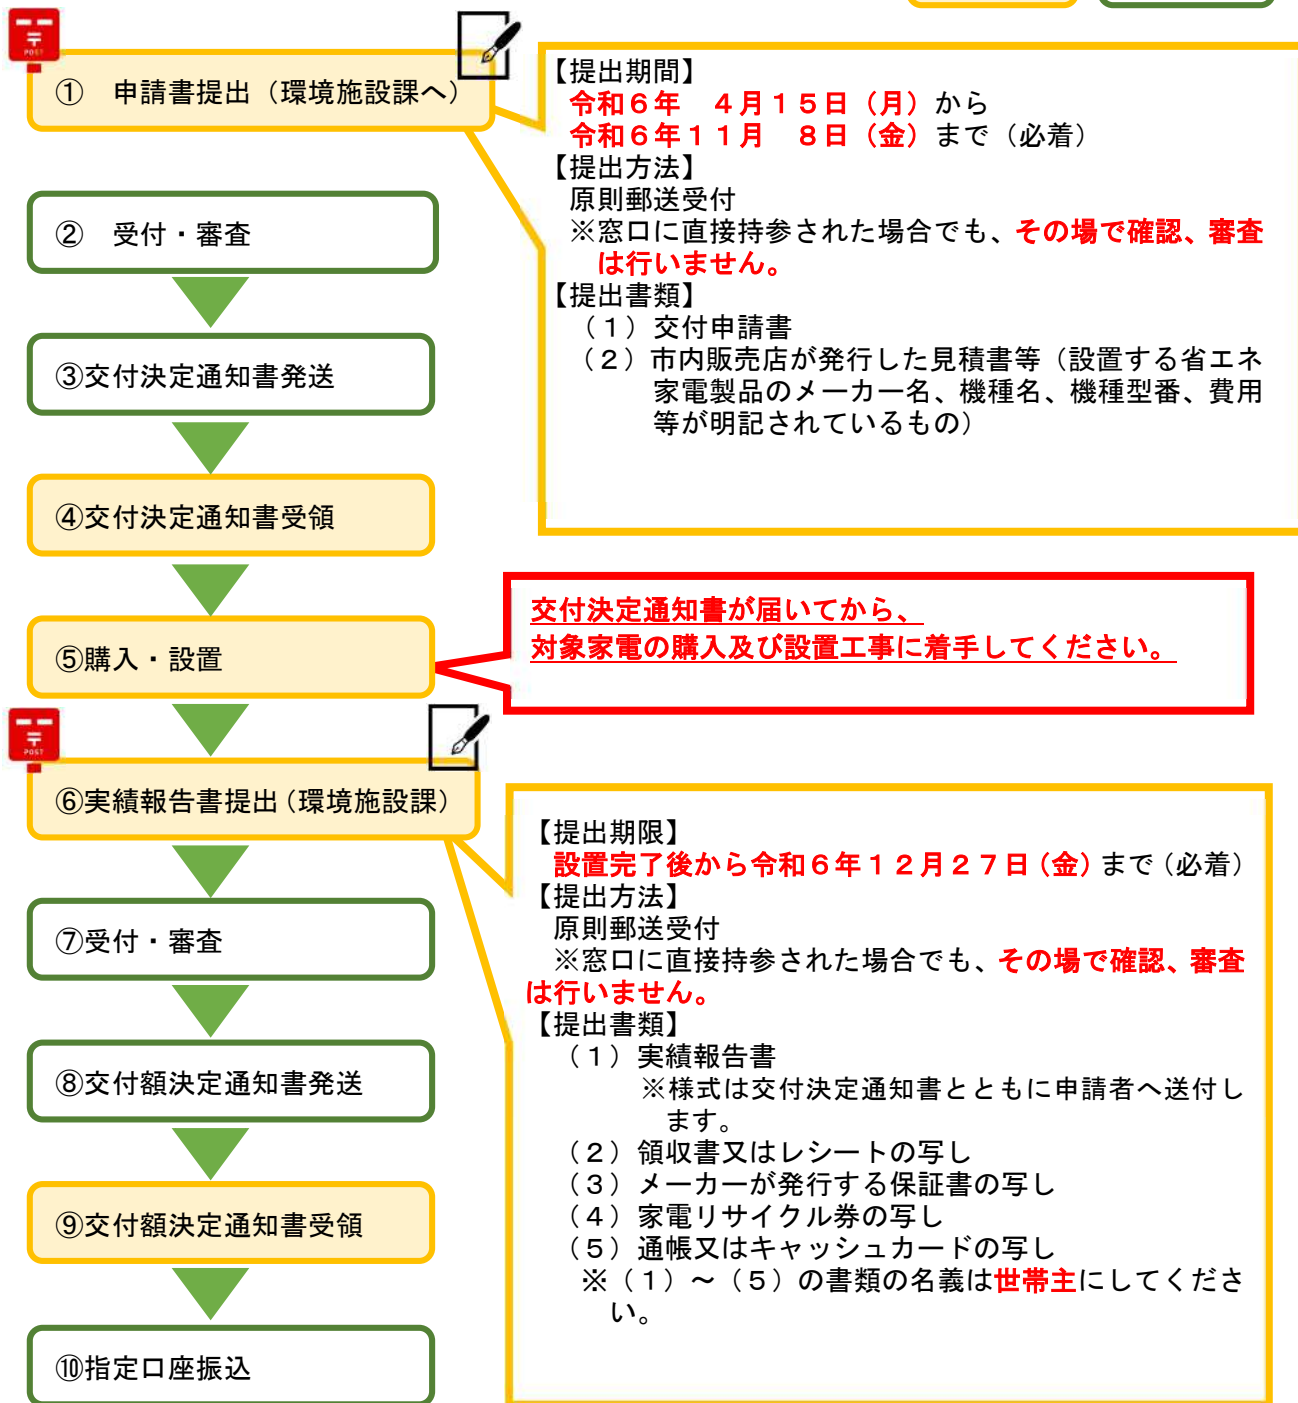 〒
POST
① 申請書提出（環境施設課へ）
【提出期間】
令和６年 ４月１５日（月）から
令和６年１１月 ８日（金）まで（必着）
【提出方法】
原則郵送受付
※窓口に直接持参された場合でも、その場で確認、審査
は行いません。
【提出書類】
（１）交付申請書
（２）市内販売店が発行した見積書等（設置する省エネ
家電製品のメーカー名、機種名、機種型番、費用
等が明記されているもの）
② 受付・審査
③交付決定通知書発送
④交付決定通知書受領
⑤購入・設置
交付決定通知書が届いてから、
対象家電の購入及び設置工事に着手してください。
〒
POST
⑥実績報告書提出（環境施設課）
【提出期限】
設置完了後から令和６年１２月２７日（金）まで（必着）
【提出方法】
原則郵送受付
※窓口に直接持参された場合でも、その場で確認、審査
は行いません。
【提出書類】
（１）実績報告書
※様式は交付決定通知書とともに申請者へ送付し
ます。
（２）領収書又はレシートの写し
（３）メーカーが発行する保証書の写し
（４）家電リサイクル券の写し
（５）通帳又はキャッシュカードの写し
※（１）～（５）の書類の名義は世帯主にしてくださ
い。
⑦受付・審査
⑧交付額決定通知書発送
⑨交付額決定通知書受領
⑩指定口座振込